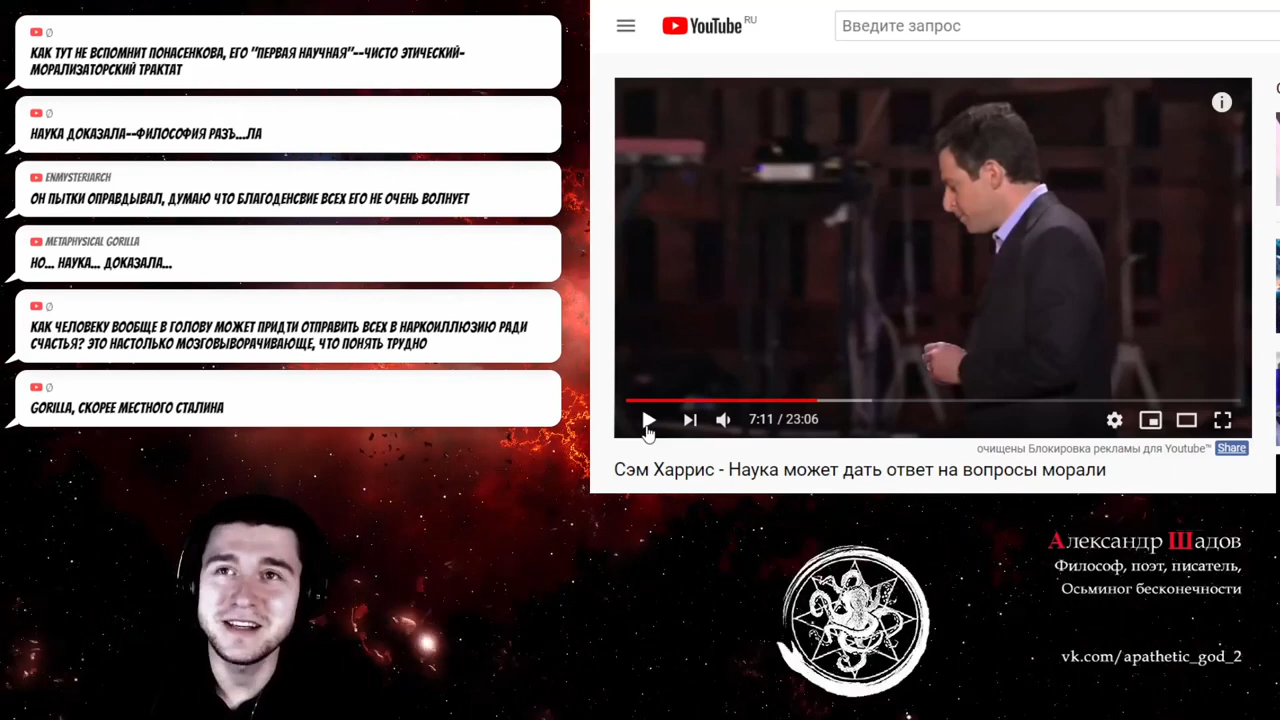 Ø
КАК ТУТ НЕ ВСПОМНИТ ПОНАСЕНКОВА, ЕГО "ПЕРВАЯ НАУЧНАЯ"--ЧИСТО ЭТИЧЕСКИЙ-
МОРАЛИЗАТОРСКИЙ ТРАКТАТ
Ø
НАУКА ДОКАЗАЛА--ФИЛОСОФИЯ РАЗЪ...ЛА
ENMYSTERIARCH
ОН ПЫТКИ ОПРАВДЫВАЛ, ДУМАЮ ЧТО БЛАГОДЕНСВИЕ ВСЕХ ЕГО НЕ ОЧЕНЬ ВОЛНУЕТ
METAPHYSICAL GORILLA
НО... НАУКА... ДОКАЗАЛА...
Ø
КАК ЧЕЛОВЕКУ ВООБЩЕ В ГОЛОВУ МОЖЕТ ПРИДТИ ОТПРАВИТЬ ВСЕХ В НАРКОИЛЛЮЗИЮ РАДИ
СЧАСТЬЯ? ЭТО НАСТОЛЬКО МОЗГОВЫВОРАЧИВАЮЩЕ, ЧТО ПОНЯТЬ ТРУДНО
Ø
GORILLA, СКОРЕЕ МЕСТНОГО СТАЛИНА
YouTube RU
Введите запрос
7:11 / 23:06
очищены Блокировка рекламы для Youtube™ Share
Сэм Харрис - Наука может дать ответ на вопросы морали
Александр Шадов
Философ, поэт, писатель,
Осьминог бесконечности
vk.com/apathetic_god_2